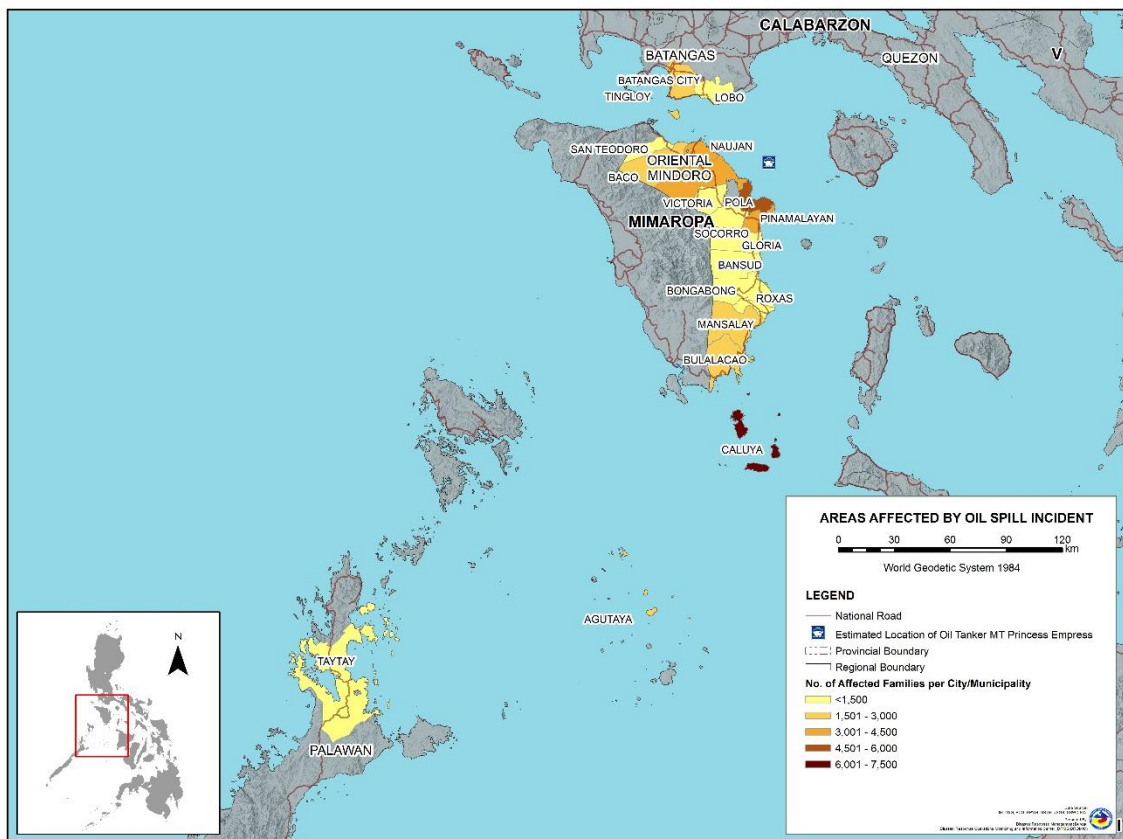 CALABARZON
BATANGAS
QUEZON
V
BATANGAS CITY
TINGLOY
LOBO
SAN TEODORO
NAUJAN
ORIENTAL
MINDORO
BACO
VICTORIA
POLA
MIMAROPA
PINAMALAYAN
SOCORRO
GLORIA
BANSUD
BONGABONG
ROXAS
MANSALAY
BULALACAO
CALUYA
AGUTAYA
TAYTAY
PALAWAN
N
AREAS AFFECTED BY OIL SPILL INCIDENT
0 15 30 60 90 120
km
World Geodetic System 1984
LEGEND
National Road
Estimated Location of Oil Tanker MT Princess Empress
Provincial Boundary
Regional Boundary
No. of Affected Families per City/Municipality
<1,500
1,501 - 3,000
3,001 - 4,500
4,501 - 6,000
6,001 - 7,500